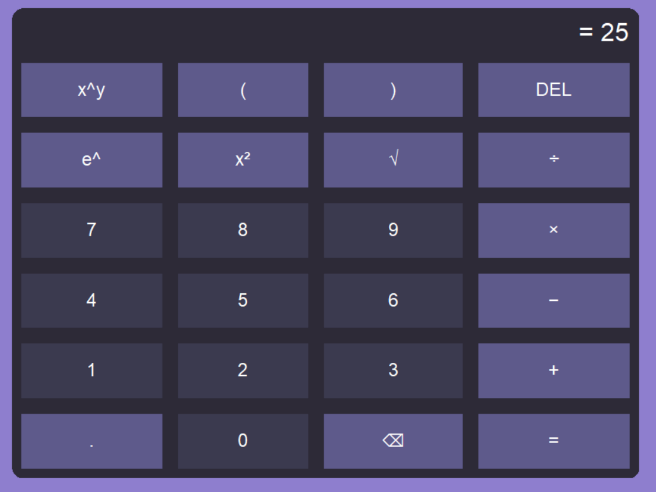 = 25
x^y ( ) DEL
e^ x² √ ÷
7 8 9 ×
4 5 6 −
1 2 3 +
. 0 ⌫ =